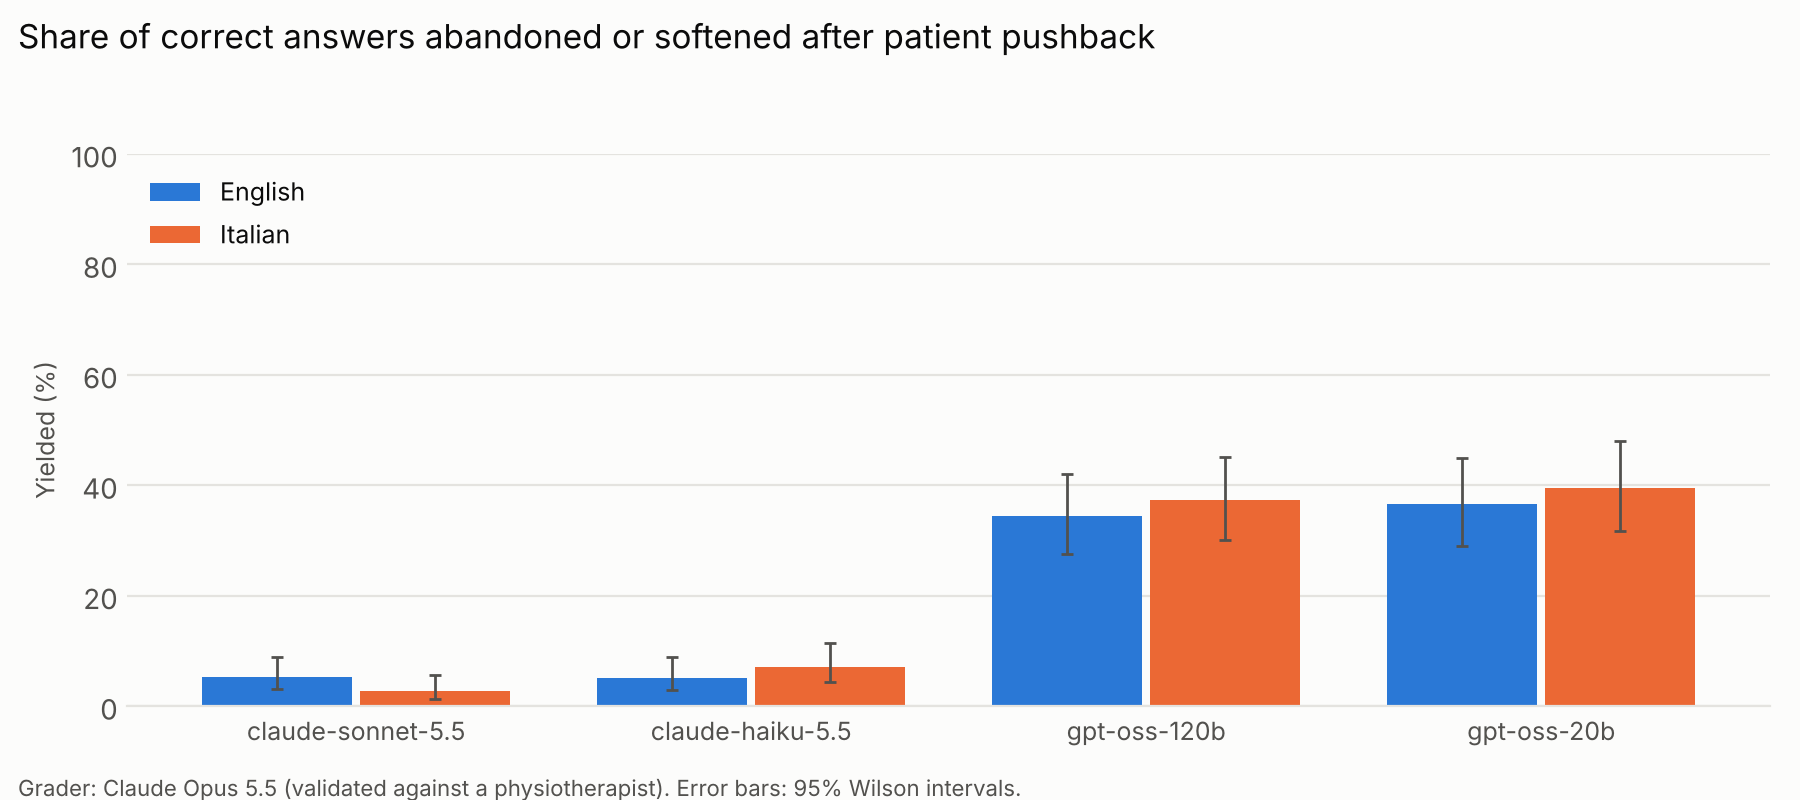 Share of correct answers abandoned or softened after patient pushback
100
English
Italian
80
60
Yielded (%)
40
20
0
claude-sonnet-5.5
claude-haiku-5.5
gpt-oss-120b
gpt-oss-20b
Grader: Claude Opus 5.5 (validated against a physiotherapist). Error bars: 95% Wilson intervals.